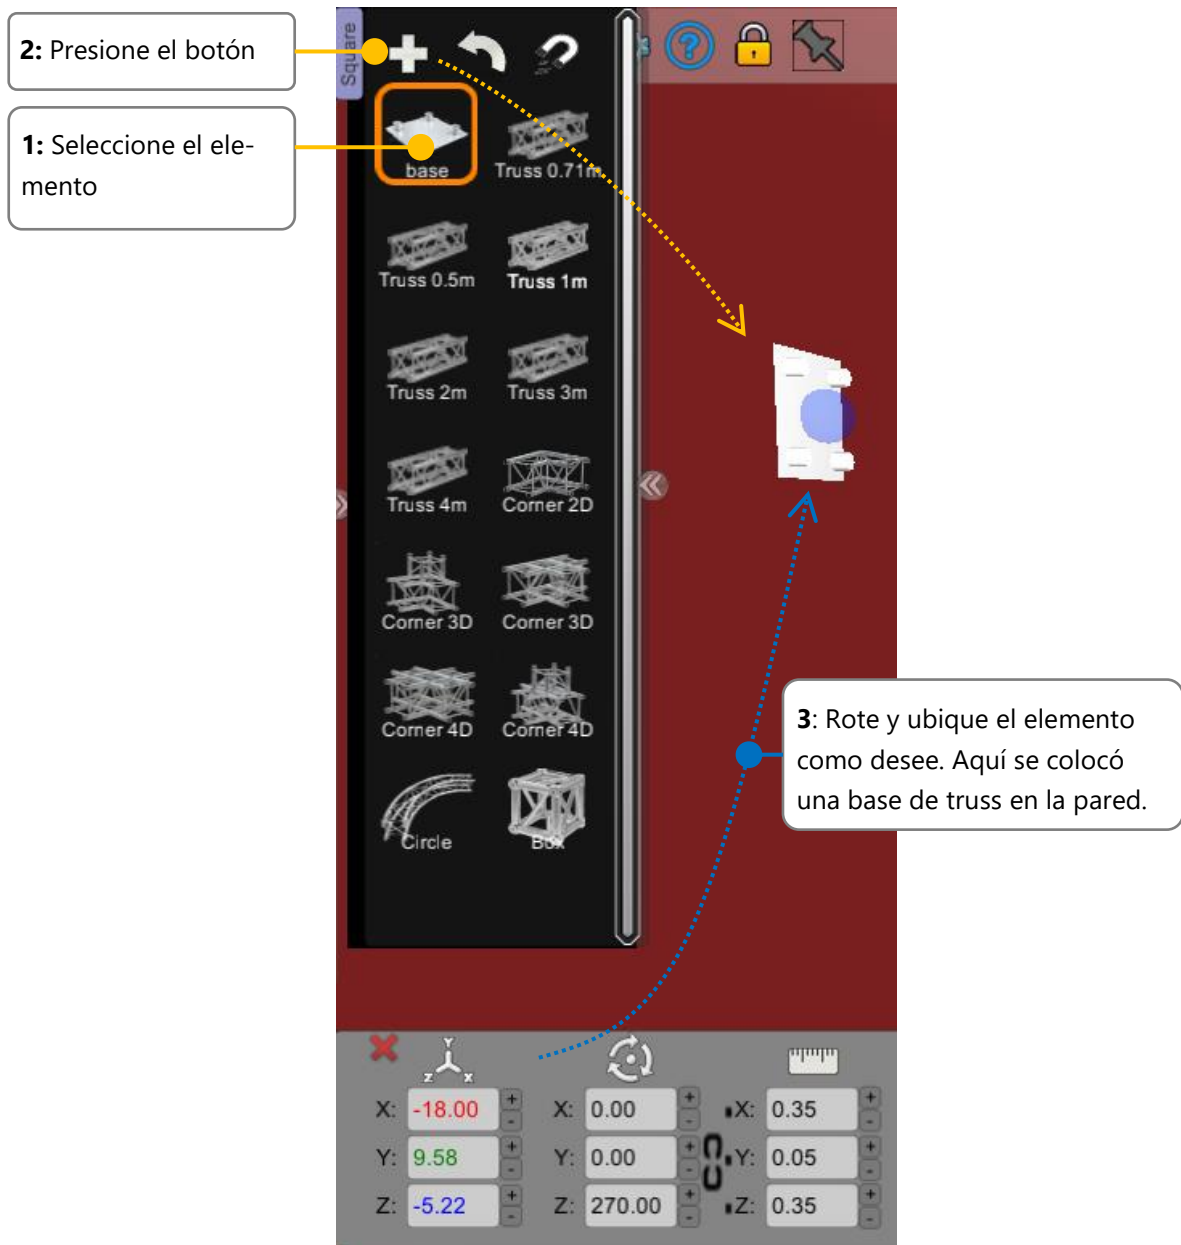 2: Presione el botón
1: Seleccione el ele-
mento
Square
base
Truss 0.71m
Truss 0.5m
Truss 1m
Truss 2m
Truss 3m
Truss 4m
Corner 2D
Corner 3D
Corner 3D
Corner 4D
Corner 4D
Circle
Box
3: Rote y ubique el elemento
como desee. Aquí se colocó
una base de truss en la pared.
Y
Z X
X: -18.00 + - X: 0.00 + - X: 0.35 + -
Y: 9.58 + - Y: 0.00 + - Y: 0.05 + -
Z: -5.22 + - Z: 270.00 + - Z: 0.35 + -